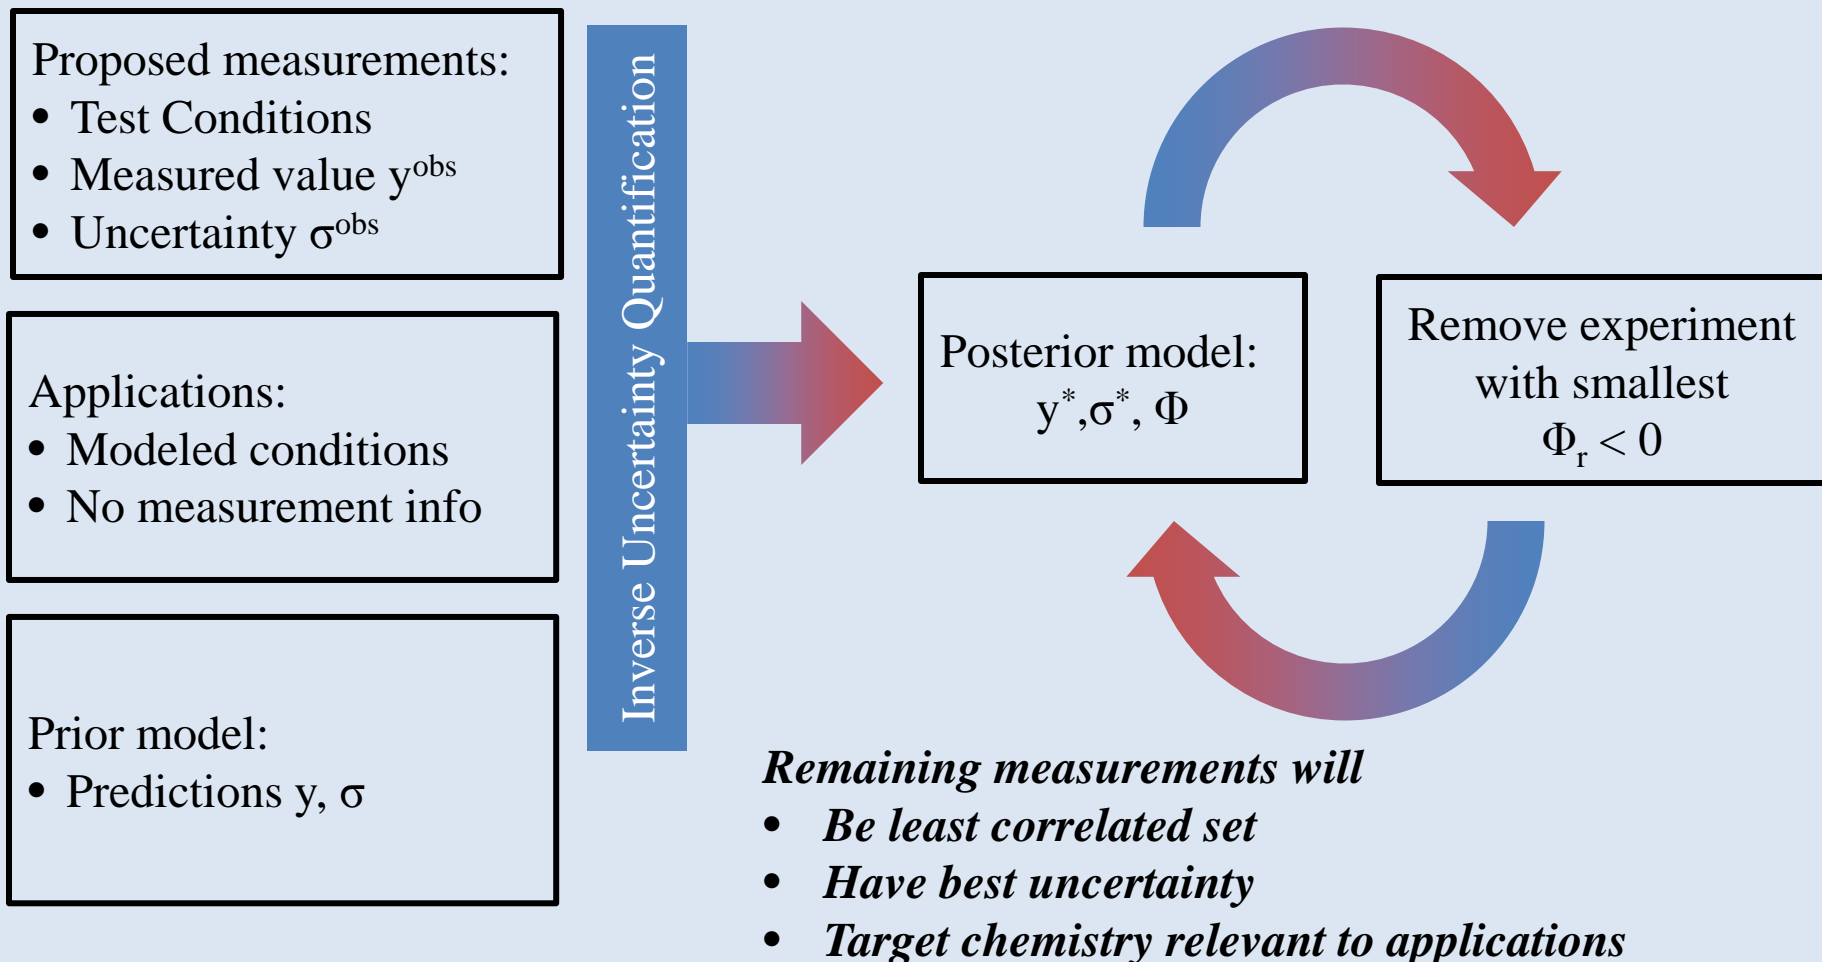 Proposed measurements:
• Test Conditions
• Measured value y^obs
• Uncertainty σ^obs
Applications:
• Modeled conditions
• No measurement info
Prior model:
• Predictions y, σ
Inverse Uncertainty Quantification
Posterior model:
y*,σ*, Φ
Remove experiment
with smallest
Φ_r < 0
Remaining measurements will
• Be least correlated set
• Have best uncertainty
• Target chemistry relevant to applications